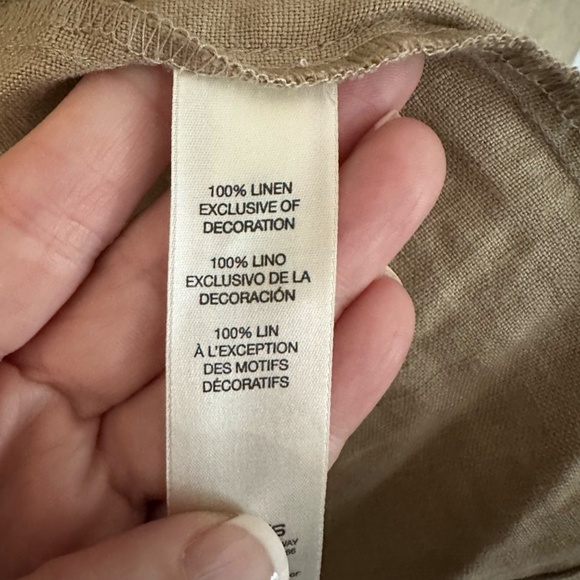 100% LINEN
EXCLUSIVE OF
DECORATION
100% LINO
EXCLUSIVO DE LA
DECORACIÓN
100% LIN
À L'EXCEPTION
DES MOTIFS
DÉCORATIFS